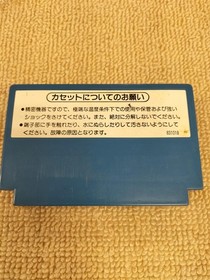 カセットについてのお願い
●精密機器ですので、極端な温度条件下での使用や保管および強い
ショックをさけてください。また、絶対に分解しないでください。
●端子部に手を触れたり、水にぬらしたりして汚さないようにして
ください。故障の原因となります。